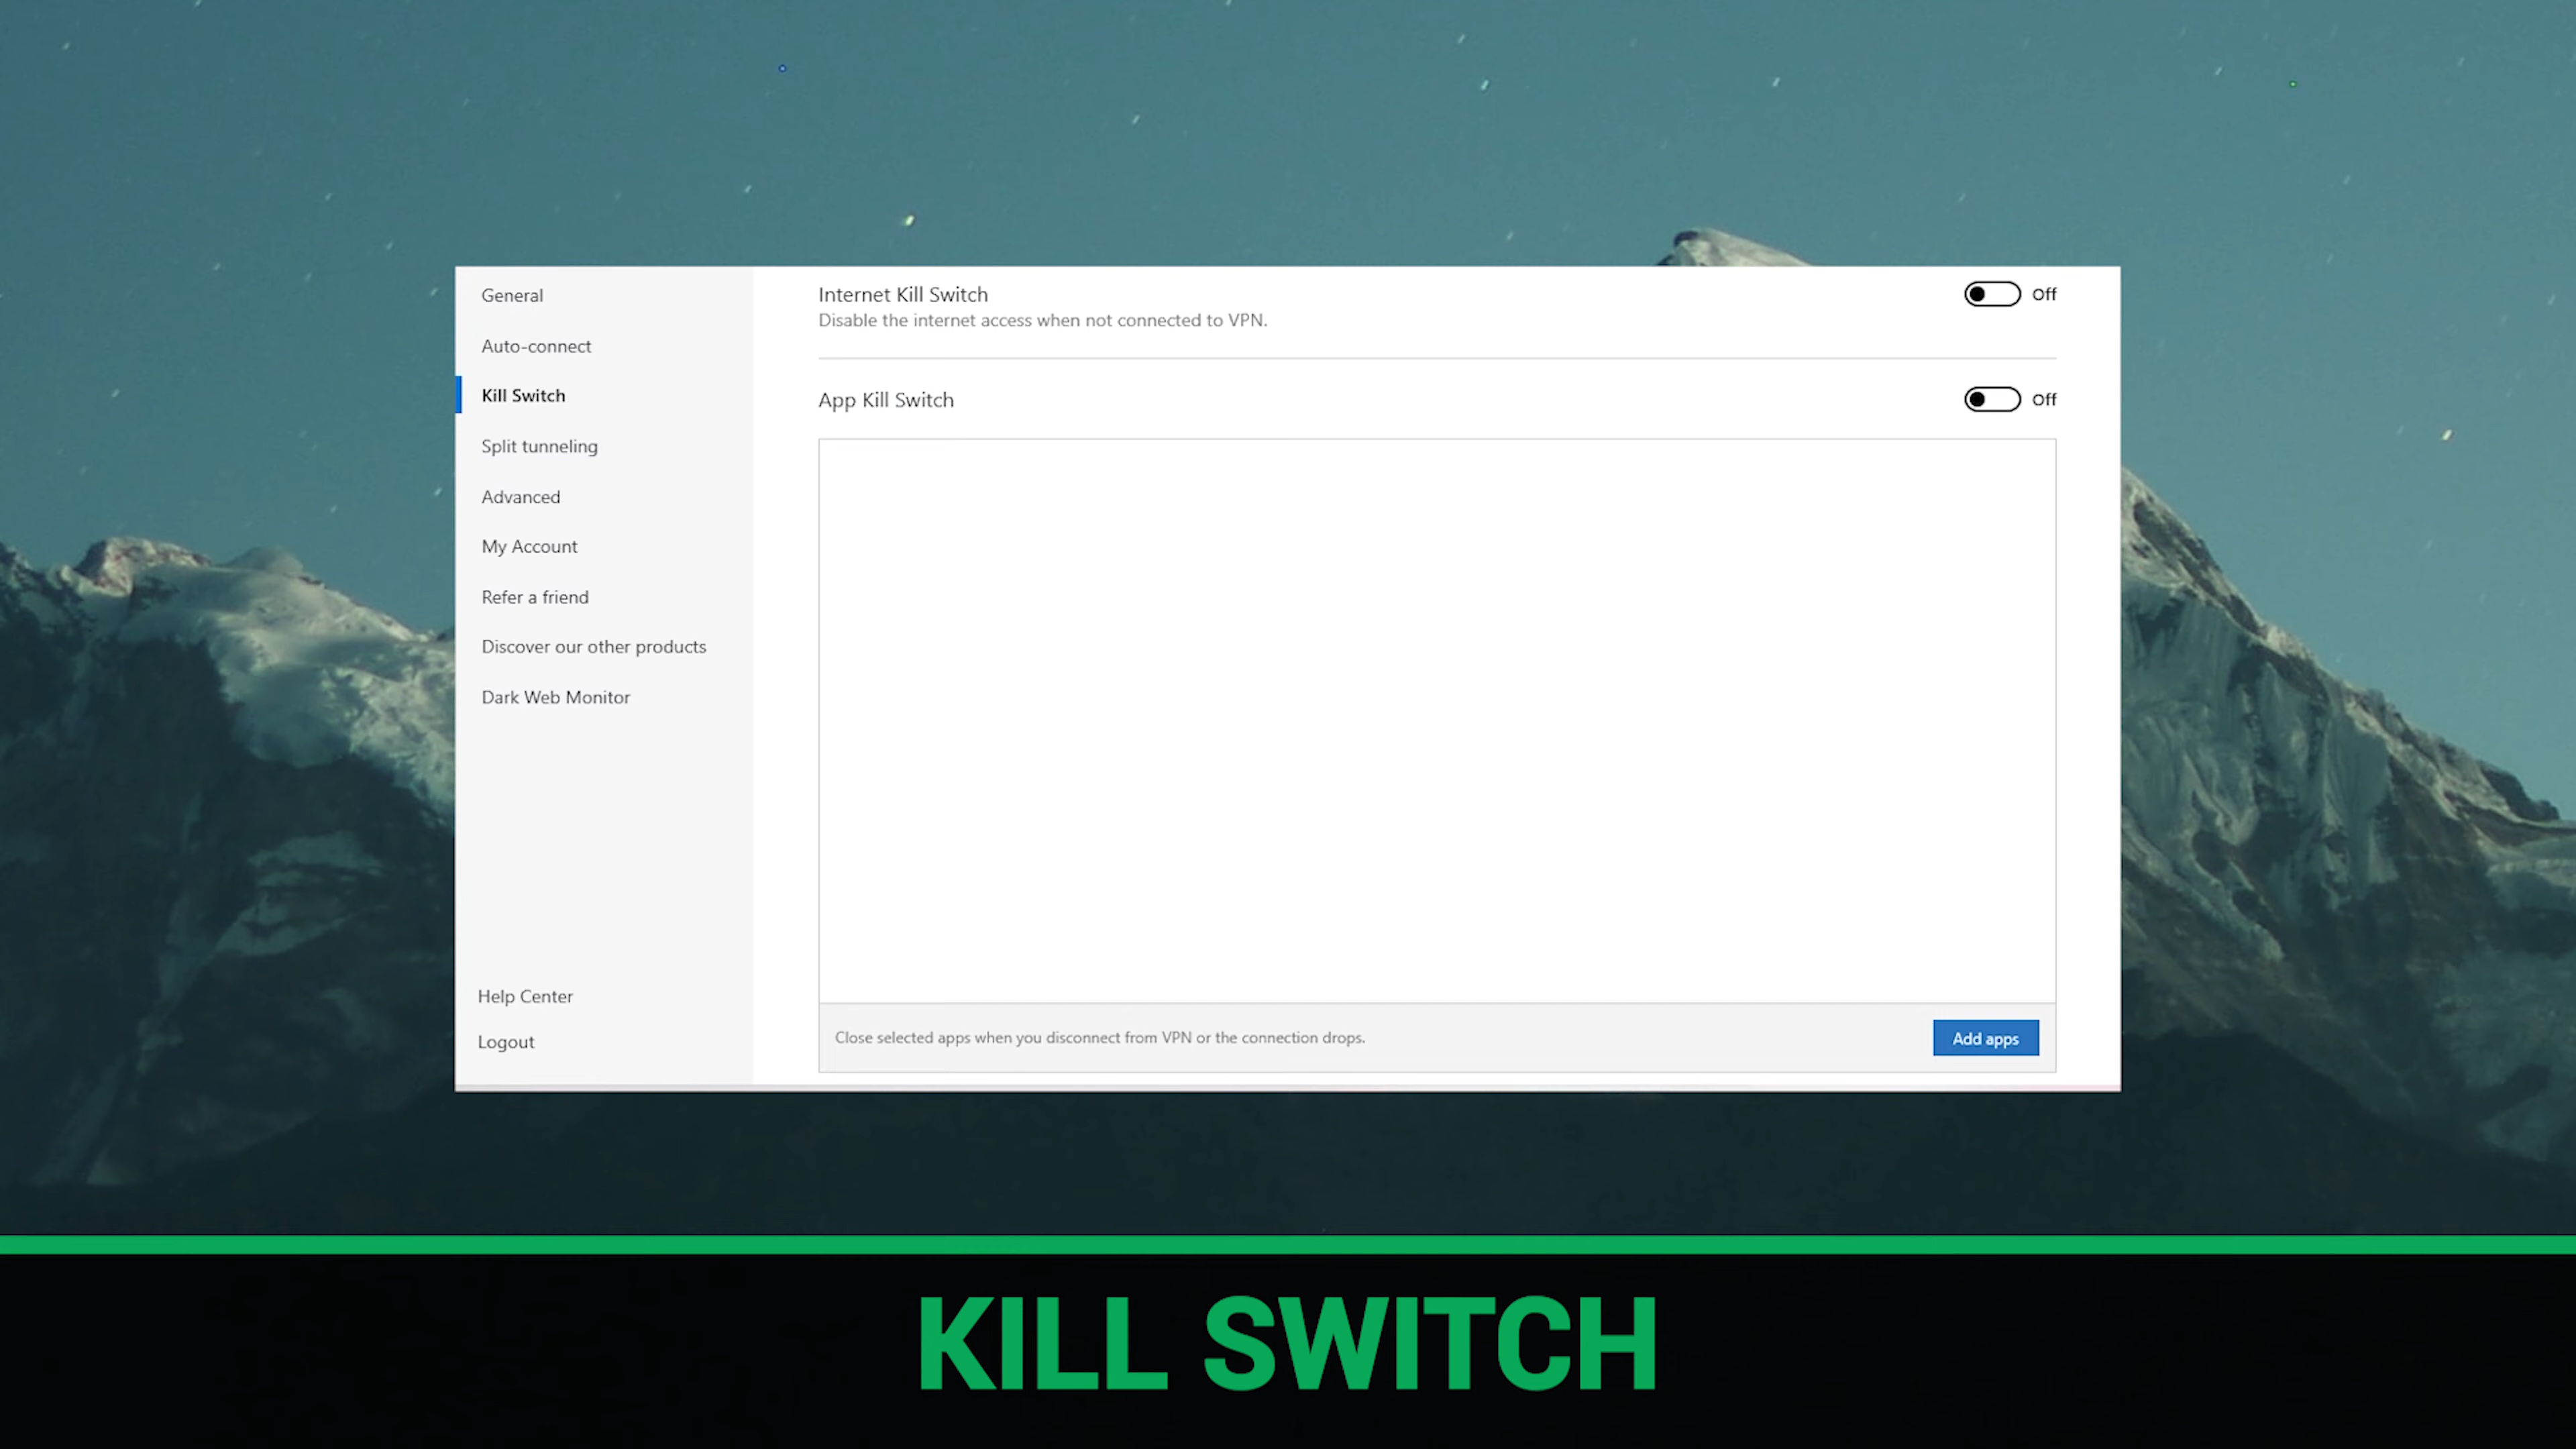 General
Auto-connect
Kill Switch
Split tunneling
Advanced
My Account
Refer a friend
Discover our other products
Dark Web Monitor
Help Center
Logout
Internet Kill Switch
Off
Disable the internet access when not connected to VPN.
App Kill Switch
Off
Close selected apps when you disconnect from VPN or the connection drops.
Add apps
KILL SWITCH